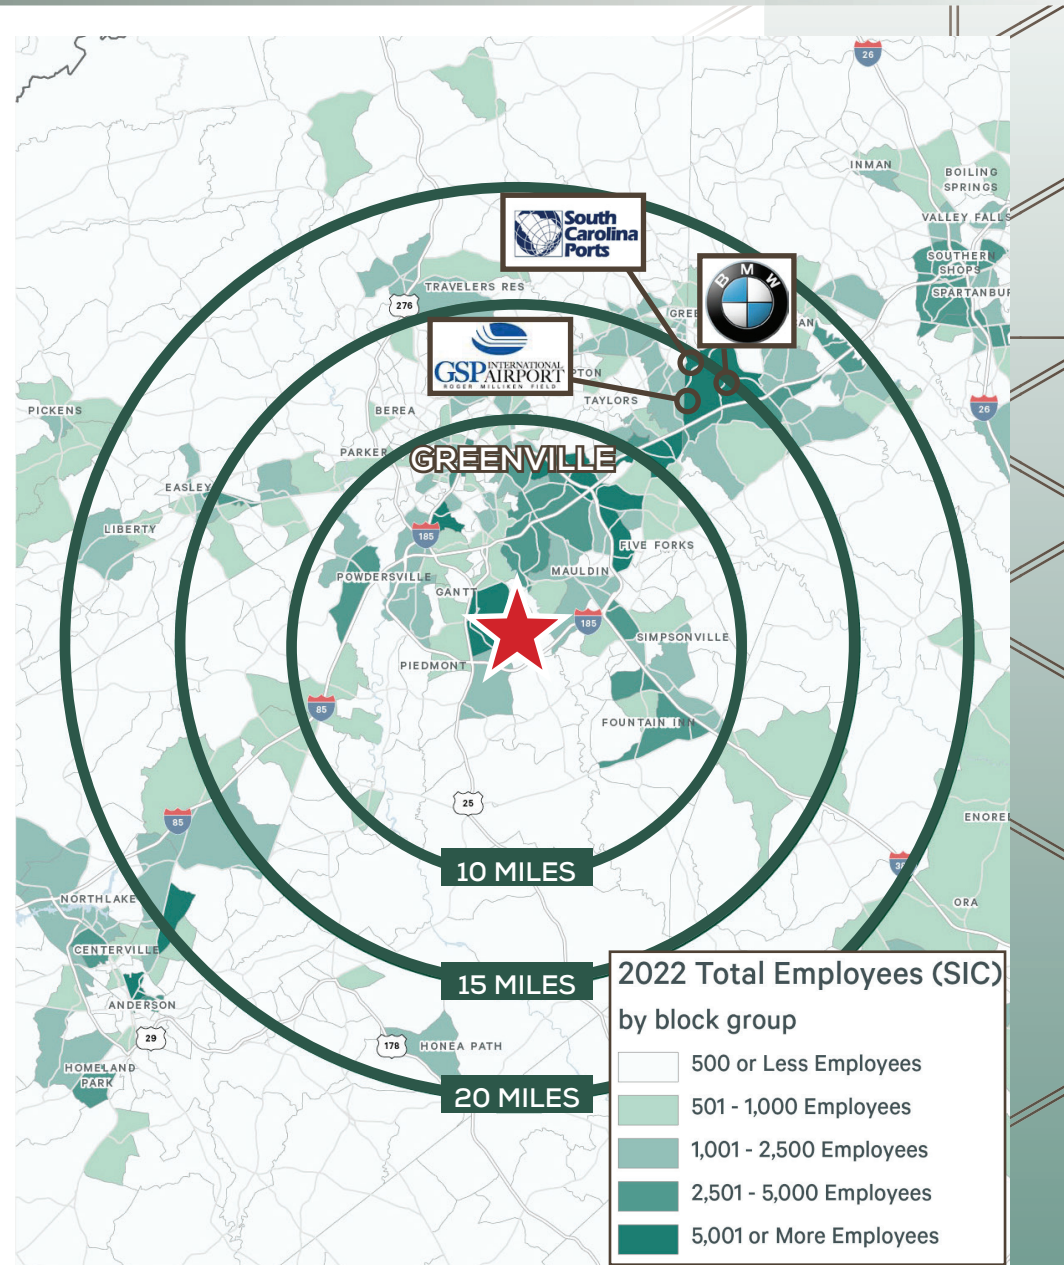 26
INMAN
BOILING
SPRINGS
VALLEY FALLS
SOUTHERN
SHOPS
SPARTANBUR
South
Carolina
Ports
BMW
TRAVELERS RES
276
GREE
AN
GSP INTERNATIONAL
AIRPORT
ROGER MILLIKEN FIELD
PTON
TAYLORS
PICKENS
BEREA
26
PARKER
GREENVILLE
EASLEY
LIBERTY
185
FIVE FORKS
POWDERSVILLE
MAULDIN
GANTT
185
SIMPSONVILLE
PIEDMONT
85
FOUNTAIN INN
25
85
ENOREE
10 MILES
NORTHLAKE
ORA
CENTERVILLE
15 MILES
ANDERSON
29
178
HONEA PATH
HOMELAND
PARK
20 MILES
2022 Total Employees (SIC)
by block group
500 or Less Employees
501 - 1,000 Employees
1,001 - 2,500 Employees
2,501 - 5,000 Employees
5,001 or More Employees